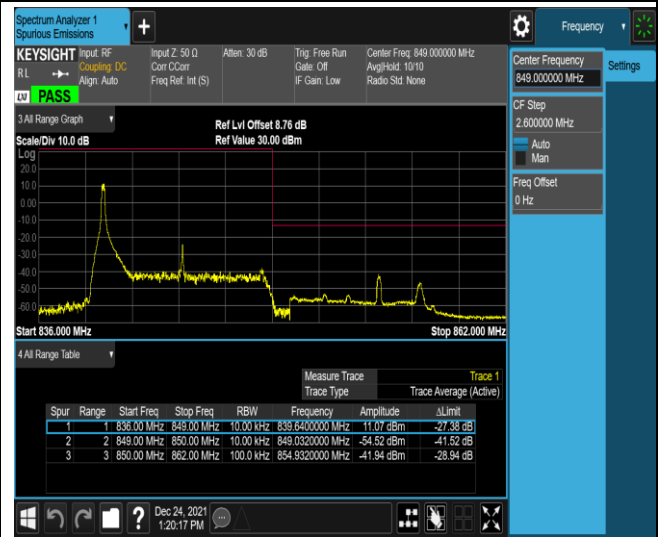 Spectrum Analyzer 1
Spurious Emissions
+
Frequency
KEYSIGHT
RL
LXI
PASS
Input: RF
Coupling: DC
Align: Auto
Input Z: 50 Ω
Corr CCorr
Freq Ref: Int (S)
Atten: 30 dB
Trig: Free Run
Gate: Off
IF Gain: Low
Center Freq: 849.000000 MHz
Avg|Hold: 10/10
Radio Std: None
Center Frequency
849.000000 MHz
Settings
CF Step
2.600000 MHz
Auto
Man
Freq Offset
0 Hz
3 All Range Graph
Scale/Div 10.0 dB
Ref Lvl Offset 8.76 dB
Ref Value 30.00 dBm
Log
20.0
10.0
0.00
-10.0
-20.0
-30.0
-40.0
-50.0
-60.0
Start 836.000 MHz
Stop 862.000 MHz
4 All Range Table
Measure Trace Trace 1
Trace Type Trace Average (Active)
Spur Range Start Freq Stop Freq RBW Frequency Amplitude ΔLimit
1 1 836.00 MHz 849.00 MHz 10.00 kHz 839.6400000 MHz 11.07 dBm -27.38 dB
2 2 849.00 MHz 850.00 MHz 10.00 kHz 849.0320000 MHz -54.52 dBm -41.52 dB
3 3 850.00 MHz 862.00 MHz 100.0 kHz 854.9320000 MHz -41.94 dBm -28.94 dB
?
Dec 24, 2021
1:20:17 PM